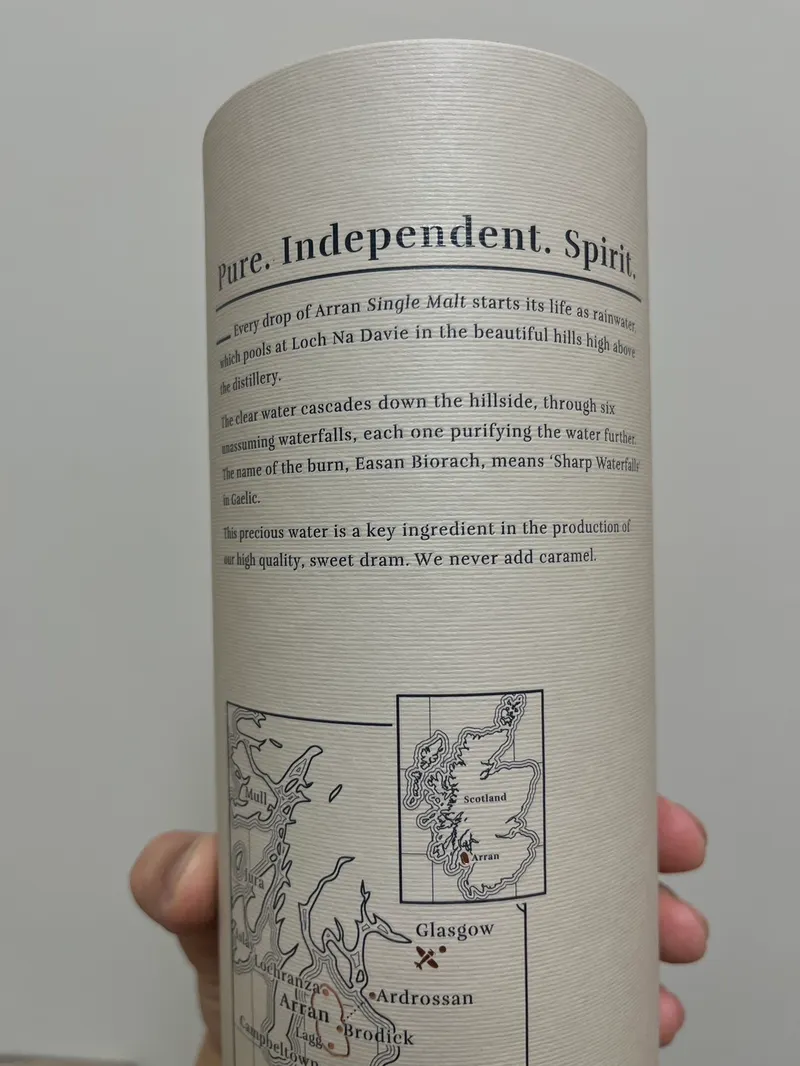 Pure. Independent. Spirit.
Every drop of Arran Single Malt starts its life as rainwater,
which pools at Loch Na Davie in the beautiful hills high above
the distillery.
The clear water cascades down the hillside, through six
unassuming waterfalls, each one purifying the water further.
The name of the burn, Easan Biorach, means ‘Sharp Waterfalls’
in Gaelic.
This precious water is a key ingredient in the production of
our high quality, sweet dram. We never add caramel.
Scotland
Mull
Arran
Jura
Glasgow
Lochranza
Ardrossan
Arran
Brodick
Lagg
Campbeltown